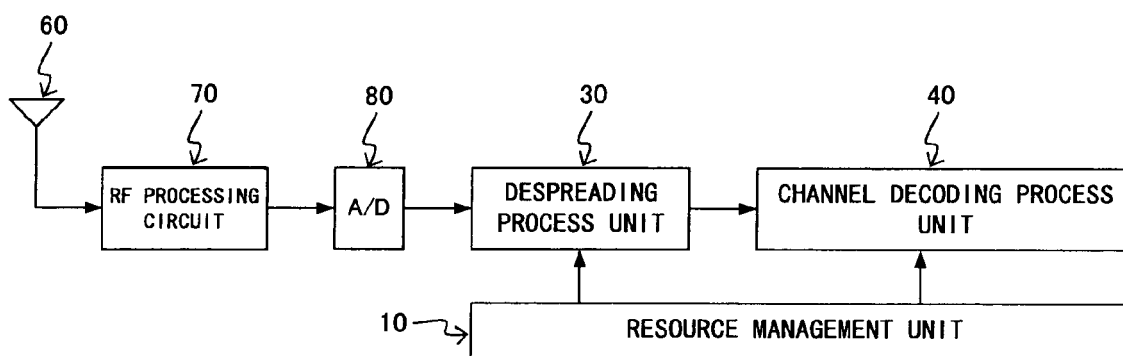 60
70
80
30
40
RF PROCESSING
CIRCUIT
A/D
DESPREADING
PROCESS UNIT
CHANNEL DECODING PROCESS
UNIT
10
RESOURCE MANAGEMENT UNIT